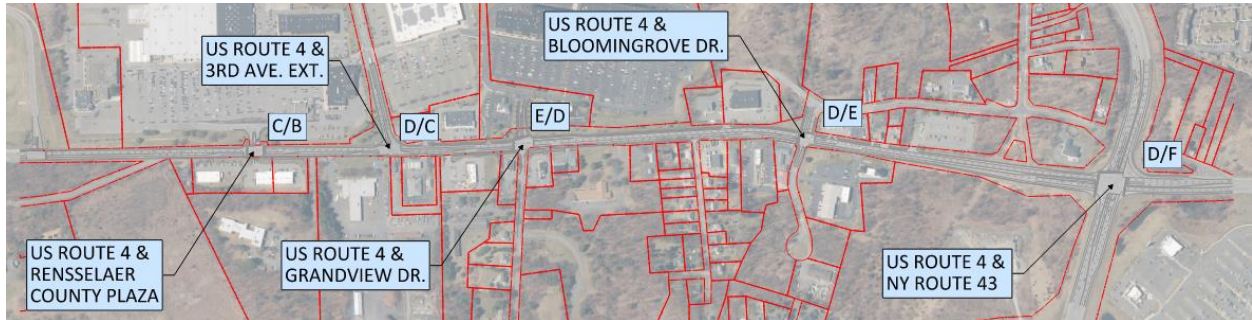 US ROUTE 4 &
3RD AVE. EXT.
US ROUTE 4 &
BLOOMINGROVE DR.
C/B
D/C
E/D
D/E
D/F
US ROUTE 4 &
RENSSELAER
COUNTY PLAZA
US ROUTE 4 &
GRANDVIEW DR.
US ROUTE 4 &
NY ROUTE 43